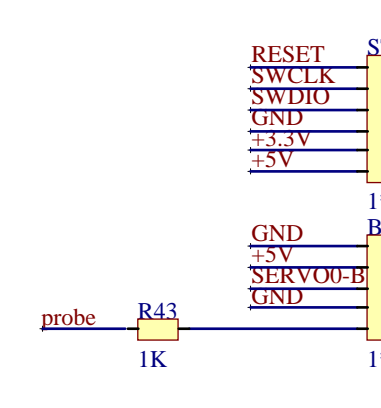 RESET
SWCLK
SWDIO
GND
+3.3V
+5V
GND
+5V
SERVO0-B
GND
probe
R43
1K